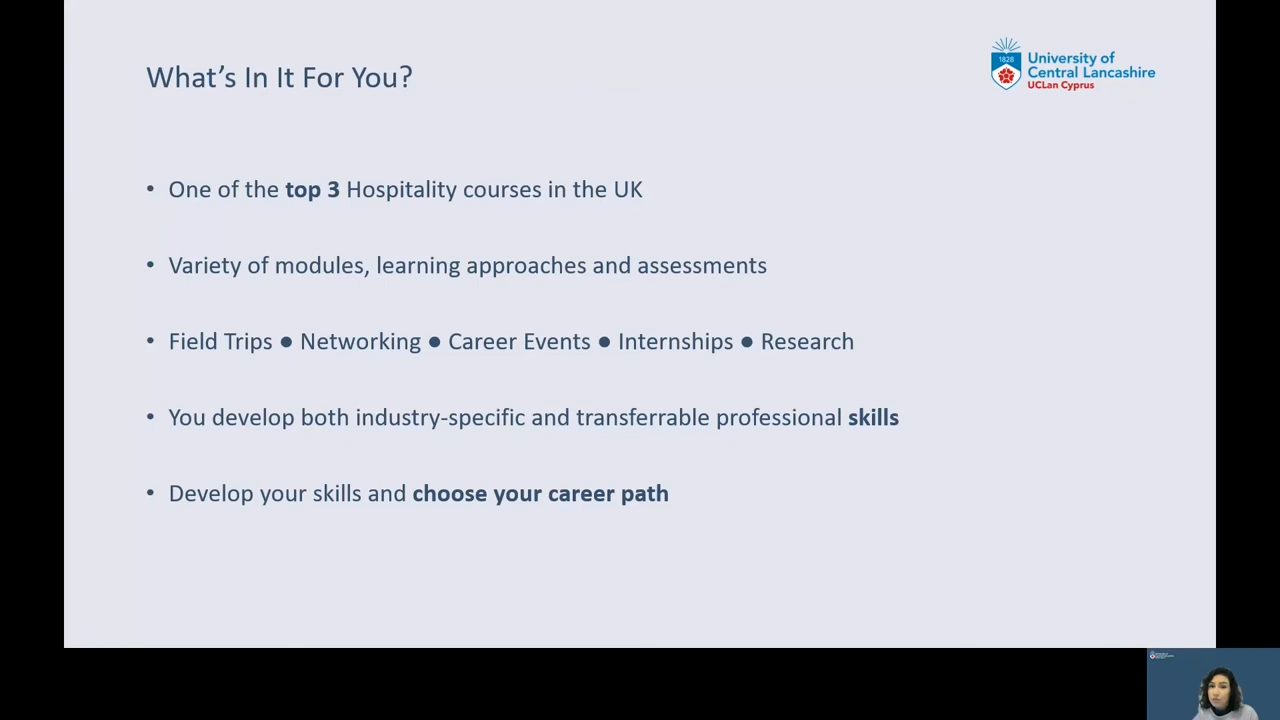 What's In It For You?
1828
University of
Central Lancashire
UCLan Cyprus
• One of the top 3 Hospitality courses in the UK
• Variety of modules, learning approaches and assessments
• Field Trips ● Networking ● Career Events ● Internships ● Research
• You develop both industry-specific and transferrable professional skills
• Develop your skills and choose your career path